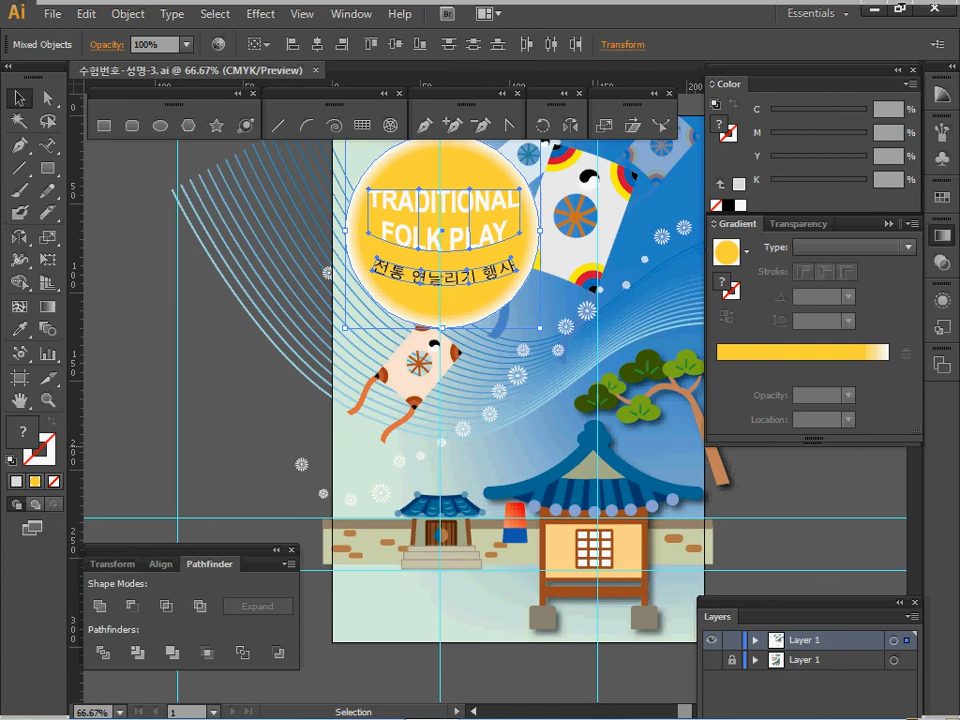 Ai File Edit Object Type Select Effect View Window Help Br Essentials
Mixed Objects Opacity: 100% Transform
수험번호-성명-3.ai @ 66.67% (CMYK/Preview)
Color
C %
M %
Y %
K %
TRADITIONAL
FOLK PLAY
전통 연날리기 행사
Gradient Transparency
Type:
Stroke:
Opacity:
Location:
Transform Align Pathfinder
Shape Modes:
Expand
Pathfinders:
Layers
Layer 1
Layer 1
66.67% 1 Selection